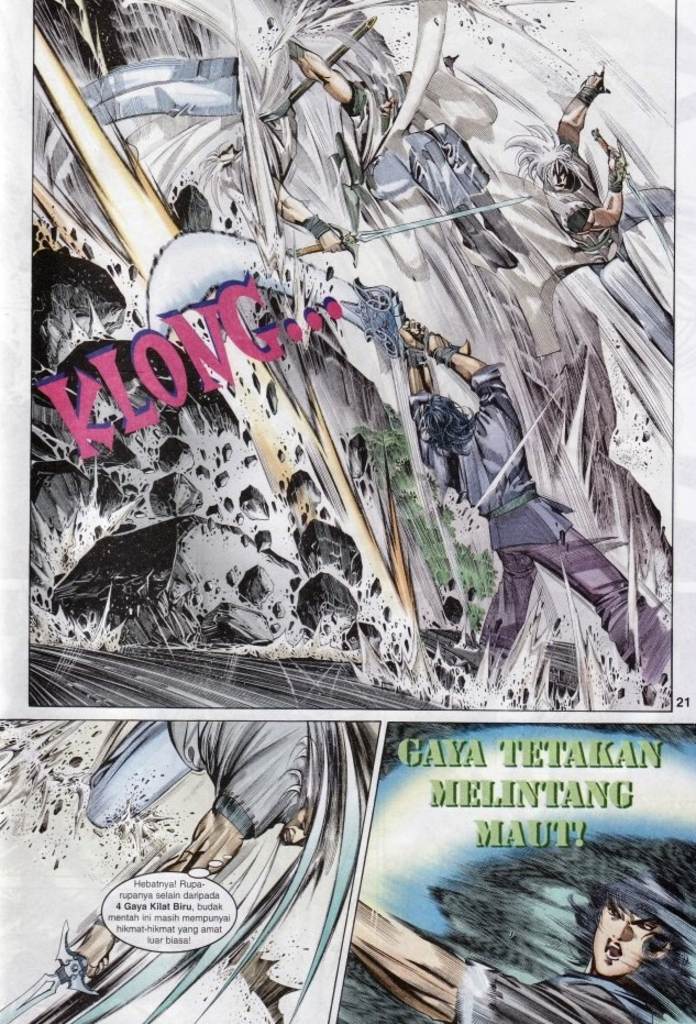 KLONG...
21
GAYA TETAKAN
MELINTANG
MAUT!
Hebatnya! Rupa-
rupanya selain daripada
4 Gaya Kilat Biru, budak
mentah ini masih mempunyai
hikmat-hikmat yang amat
luar biasa!